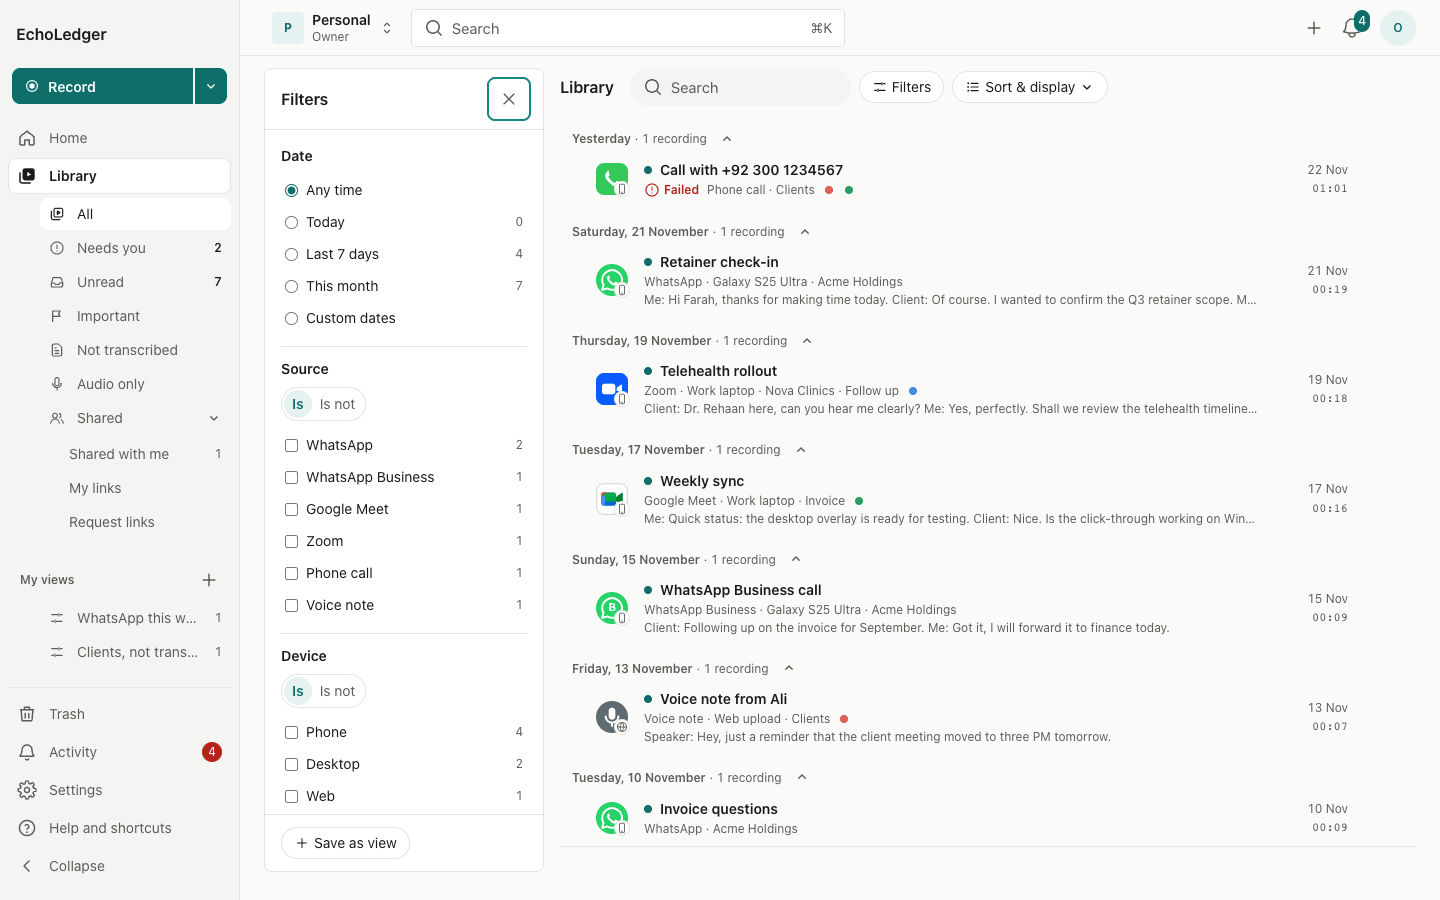 EchoLedger
Record
Home
Library
All
Needs you 2
Unread 7
Important
Not transcribed
Audio only
Shared
Shared with me 1
My links
Request links
My views
WhatsApp this w... 1
Clients, not trans... 1
Trash
Activity 4
Settings
Help and shortcuts
Collapse
P Personal
Owner
Search ⌘K
4
O
Filters
Date
Any time
Today 0
Last 7 days 4
This month 7
Custom dates
Source
Is Is not
WhatsApp 2
WhatsApp Business 1
Google Meet 1
Zoom 1
Phone call 1
Voice note 1
Device
Is Is not
Phone 4
Desktop 2
Web 1
Save as view
Library Search Filters Sort & display
Yesterday · 1 recording
Call with +92 300 1234567 22 Nov
Failed Phone call · Clients 01:01
Saturday, 21 November · 1 recording
Retainer check-in 21 Nov
WhatsApp · Galaxy S25 Ultra · Acme Holdings 00:19
Me: Hi Farah, thanks for making time today. Client: Of course. I wanted to confirm the Q3 retainer scope. M...
Thursday, 19 November · 1 recording
Telehealth rollout 19 Nov
Zoom · Work laptop · Nova Clinics · Follow up 00:18
Client: Dr. Rehaan here, can you hear me clearly? Me: Yes, perfectly. Shall we review the telehealth timeline...
Tuesday, 17 November · 1 recording
Weekly sync 17 Nov
Google Meet · Work laptop · Invoice 00:16
Me: Quick status: the desktop overlay is ready for testing. Client: Nice. Is the click-through working on Win...
Sunday, 15 November · 1 recording
WhatsApp Business call 15 Nov
WhatsApp Business · Galaxy S25 Ultra · Acme Holdings 00:09
Client: Following up on the invoice for September. Me: Got it, I will forward it to finance today.
Friday, 13 November · 1 recording
Voice note from Ali 13 Nov
Voice note · Web upload · Clients 00:07
Speaker: Hey, just a reminder that the client meeting moved to three PM tomorrow.
Tuesday, 10 November · 1 recording
Invoice questions 10 Nov
WhatsApp · Acme Holdings 00:09